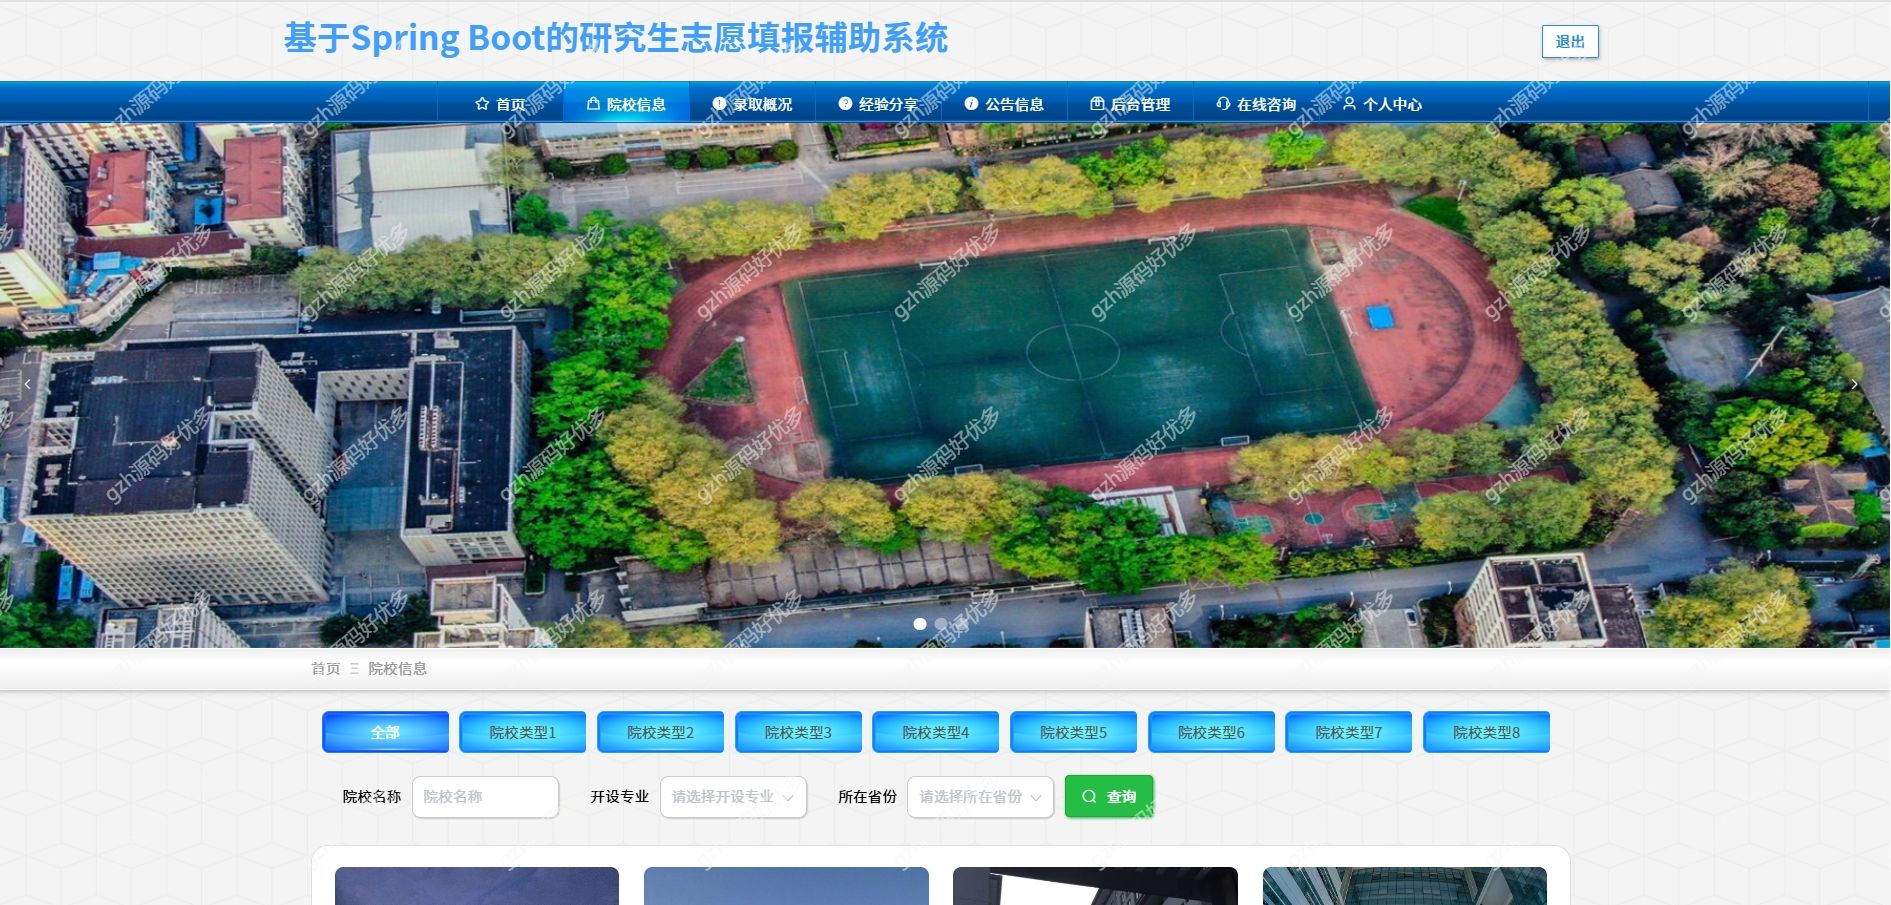 基于Spring Boot的研究生志愿填报辅助系统
退出
首页 院校信息 录取概况 经验分享 公告信息 后台管理 在线咨询 个人中心
首页 院校信息
全部 院校类型1 院校类型2 院校类型3 院校类型4 院校类型5 院校类型6 院校类型7 院校类型8
院校名称 院校名称 开设专业 请选择开设专业 所在省份 请选择所在省份 查询
gzh源码好优多